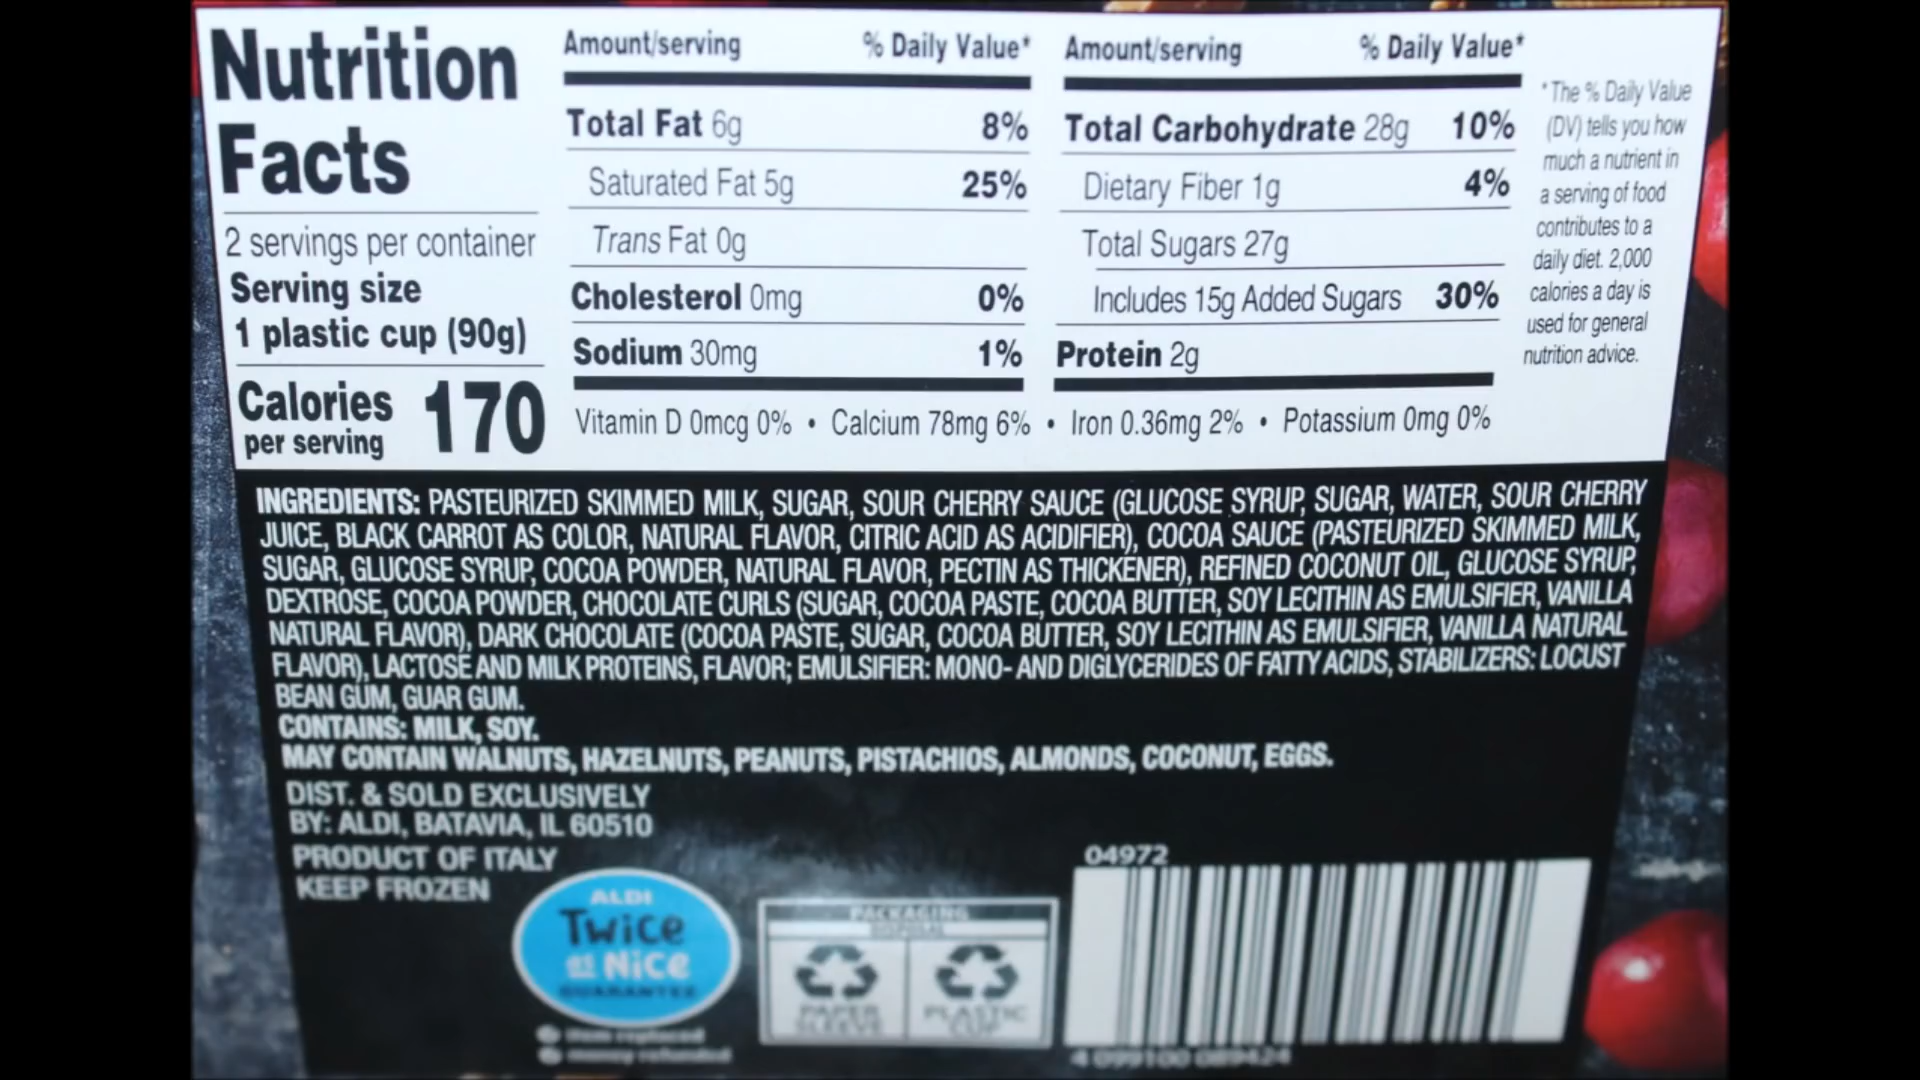 Nutrition
Facts
2 servings per container
Serving size
1 plastic cup (90g)
Calories
per serving
170
Amount/serving % Daily Value*
Total Fat 6g 8%
Saturated Fat 5g 25%
Trans Fat 0g
Cholesterol 0mg 0%
Sodium 30mg 1%
Amount/serving % Daily Value*
Total Carbohydrate 28g 10%
Dietary Fiber 1g 4%
Total Sugars 27g
Includes 15g Added Sugars 30%
Protein 2g
Vitamin D 0mcg 0% • Calcium 78mg 6% • Iron 0.36mg 2% • Potassium 0mg 0%
*The % Daily Value
(DV) tells you how
much a nutrient in
a serving of food
contributes to a
daily diet. 2,000
calories a day is
used for general
nutrition advice.
INGREDIENTS: PASTEURIZED SKIMMED MILK, SUGAR, SOUR CHERRY SAUCE (GLUCOSE SYRUP, SUGAR, WATER, SOUR CHERRY
JUICE, BLACK CARROT AS COLOR, NATURAL FLAVOR, CITRIC ACID AS ACIDIFIER), COCOA SAUCE (PASTEURIZED SKIMMED MILK,
SUGAR, GLUCOSE SYRUP, COCOA POWDER, NATURAL FLAVOR, PECTIN AS THICKENER), REFINED COCONUT OIL, GLUCOSE SYRUP,
DEXTROSE, COCOA POWDER, CHOCOLATE CURLS (SUGAR, COCOA PASTE, COCOA BUTTER, SOY LECITHIN AS EMULSIFIER, VANILLA
NATURAL FLAVOR), DARK CHOCOLATE (COCOA PASTE, SUGAR, COCOA BUTTER, SOY LECITHIN AS EMULSIFIER, VANILLA NATURAL
FLAVOR), LACTOSE AND MILK PROTEINS, FLAVOR; EMULSIFIER: MONO- AND DIGLYCERIDES OF FATTY ACIDS, STABILIZERS: LOCUST
BEAN GUM, GUAR GUM.
CONTAINS: MILK, SOY.
MAY CONTAIN WALNUTS, HAZELNUTS, PEANUTS, PISTACHIOS, ALMONDS, COCONUT, EGGS.
DIST. & SOLD EXCLUSIVELY
BY: ALDI, BATAVIA, IL 60510
PRODUCT OF ITALY
KEEP FROZEN
ALDI
Twice
as Nice
GUARANTEE
item replaced
money refunded
PACKAGING
DISPOSAL
PAPER
SLEEVE
PLASTIC
CUP
04972